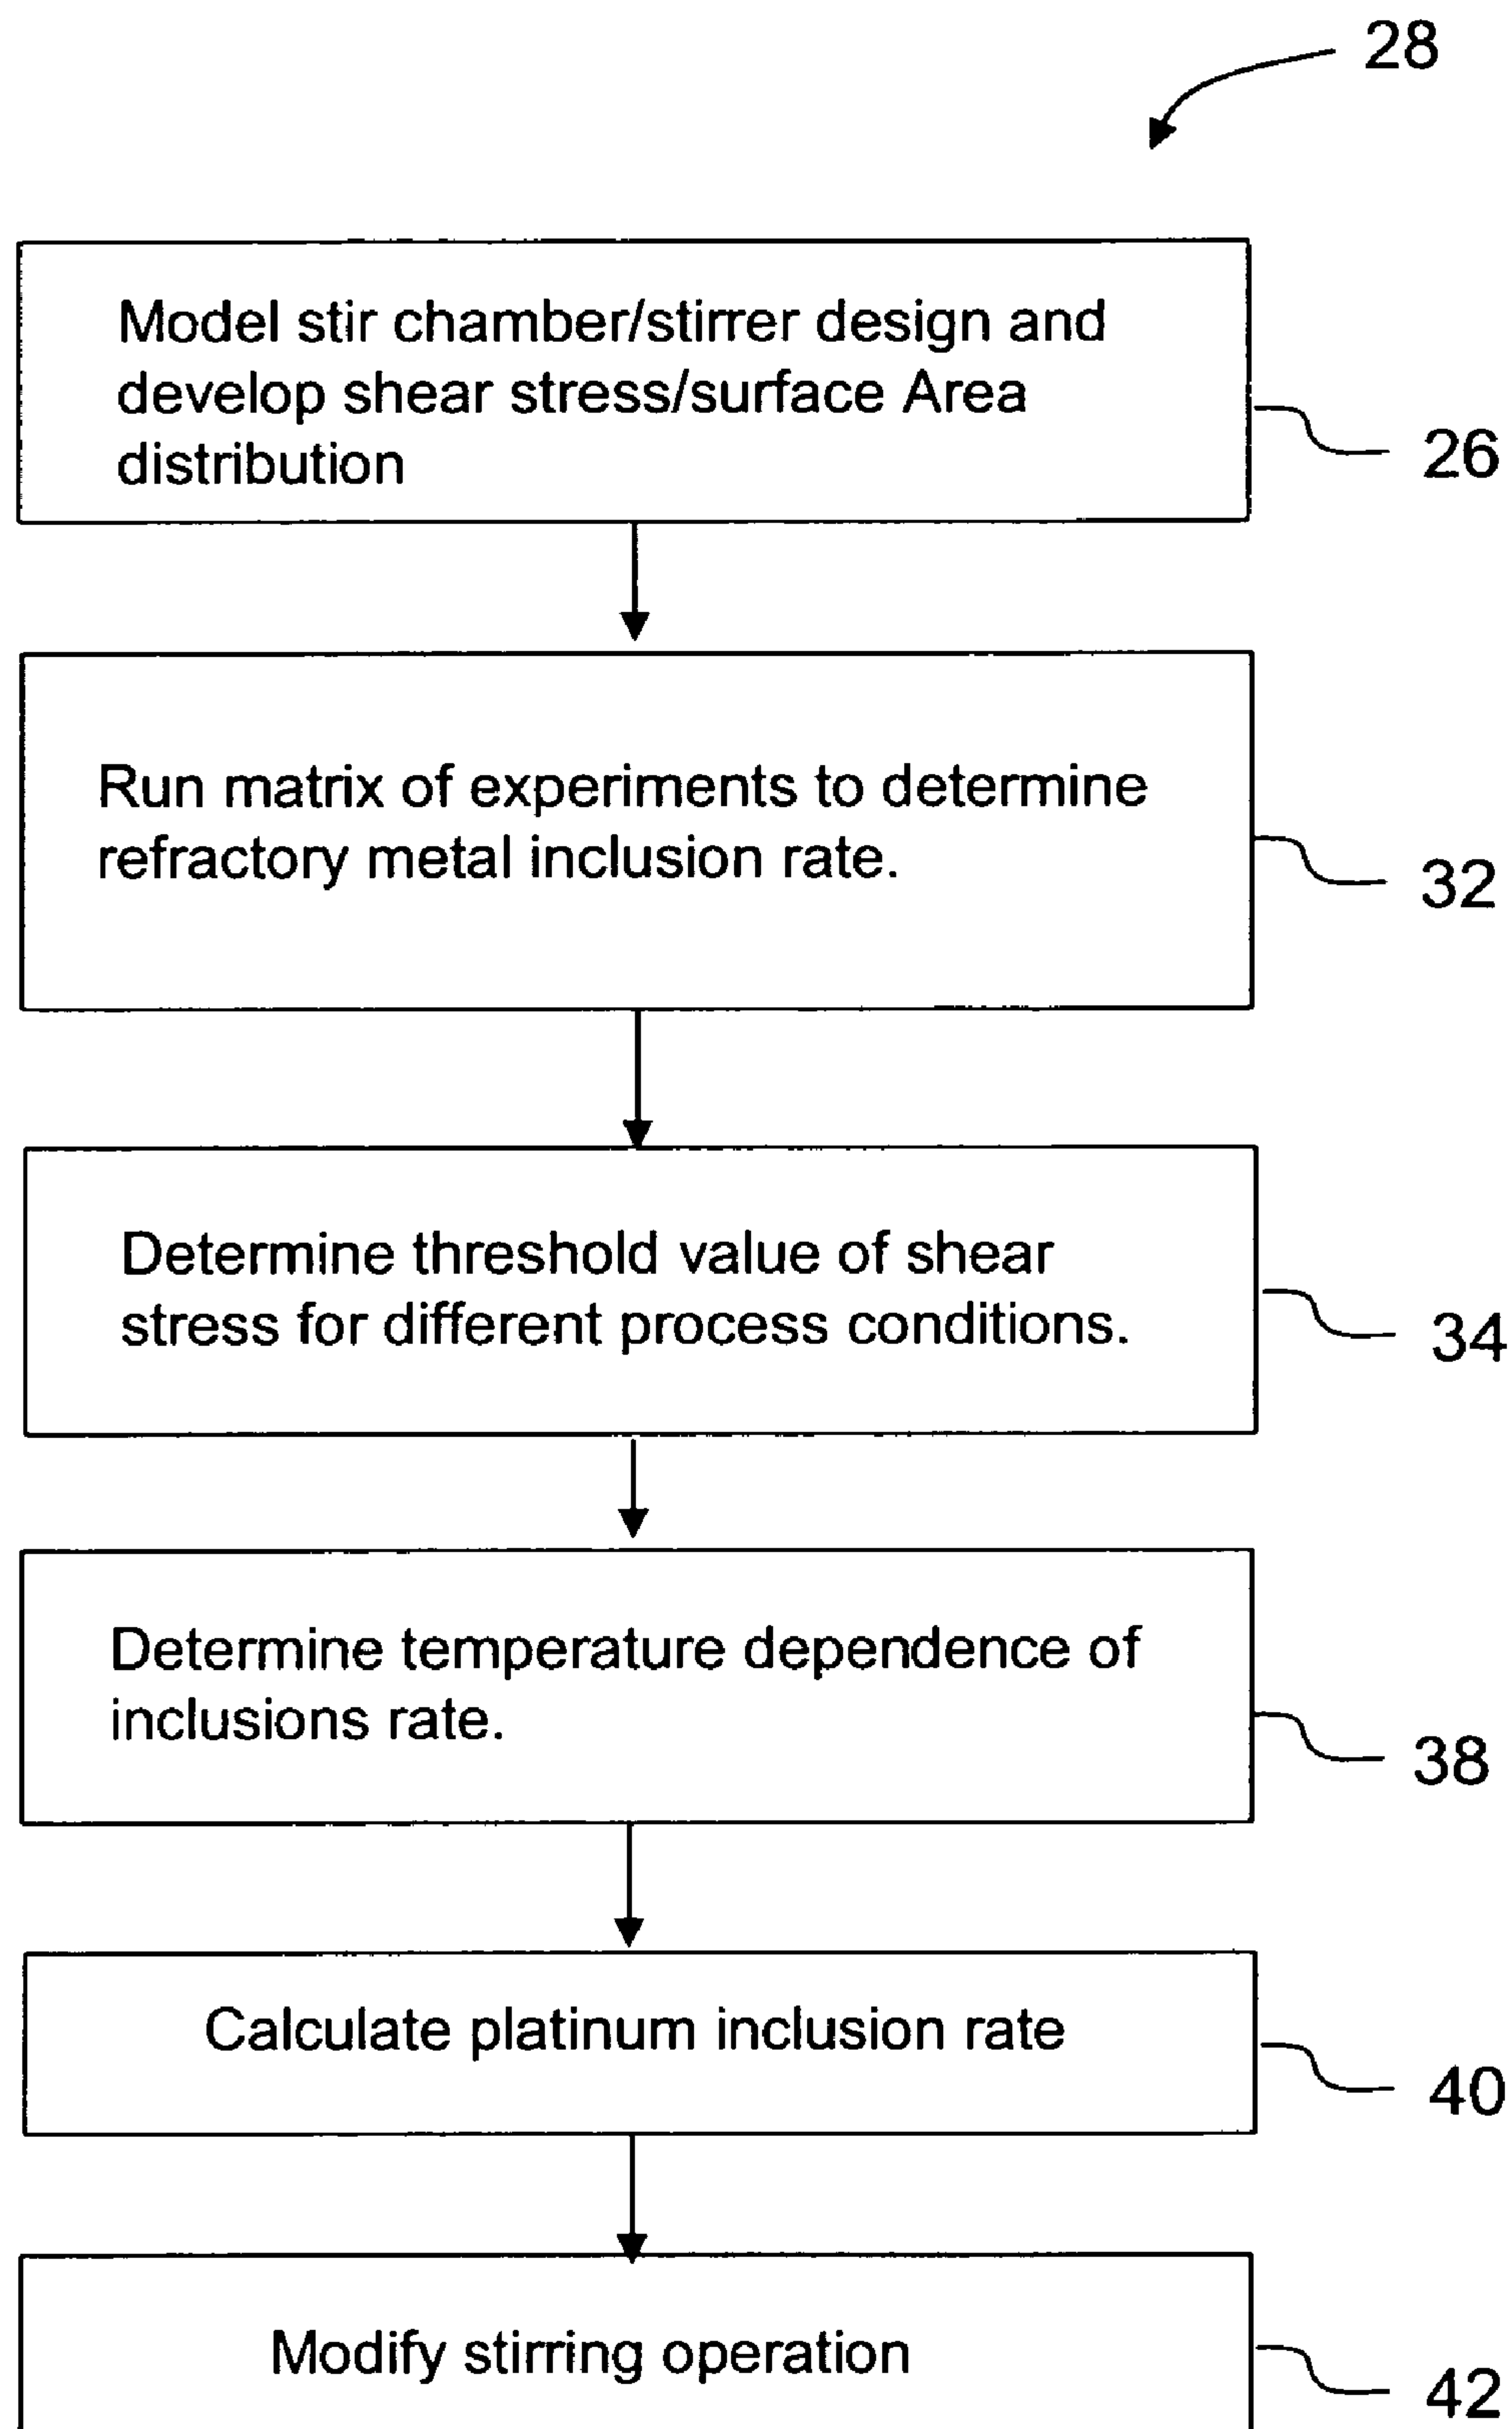 28
Model stir chamber/stirrer design and
develop shear stress/surface Area
distribution
26
Run matrix of experiments to determine
refractory metal inclusion rate.
32
Determine threshold value of shear
stress for different process conditions.
34
Determine temperature dependence of
inclusions rate.
38
Calculate platinum inclusion rate
40
Modify stirring operation
42